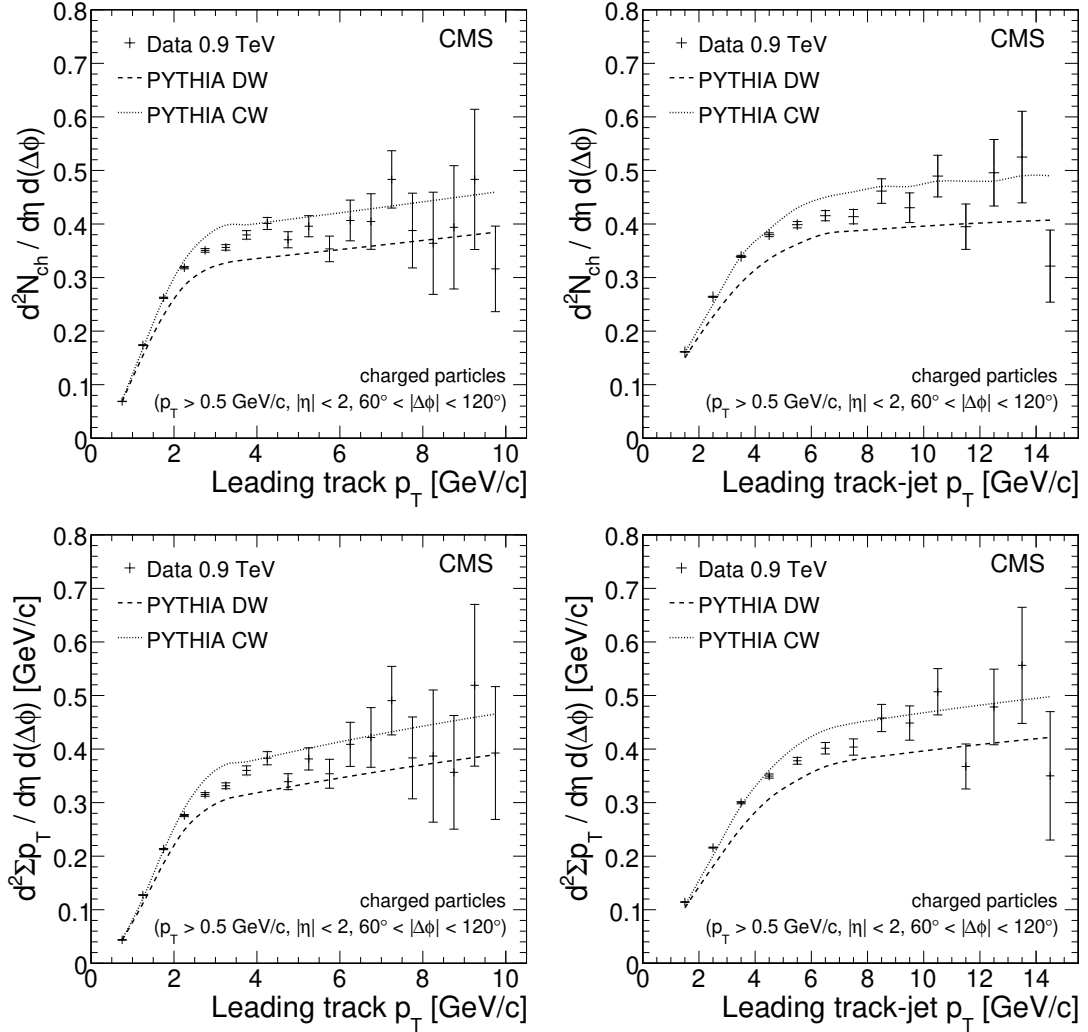 0.8
0.7
0.6
0.5
0.4
0.3
0.2
0.1
0
d²N_ch / dη d(Δϕ)
Data 0.9 TeV
PYTHIA DW
PYTHIA CW
CMS
charged particles
(p_T > 0.5 GeV/c, |η| < 2, 60° < |Δϕ| < 120°)
0 2 4 6 8 10
Leading track p_T [GeV/c]
0.8
0.7
0.6
0.5
0.4
0.3
0.2
0.1
0
d²N_ch / dη d(Δϕ)
Data 0.9 TeV
PYTHIA DW
PYTHIA CW
CMS
charged particles
(p_T > 0.5 GeV/c, |η| < 2, 60° < |Δϕ| < 120°)
0 2 4 6 8 10 12 14
Leading track-jet p_T [GeV/c]
0.8
0.7
0.6
0.5
0.4
0.3
0.2
0.1
0
d²Σp_T / dη d(Δϕ) [GeV/c]
Data 0.9 TeV
PYTHIA DW
PYTHIA CW
CMS
charged particles
(p_T > 0.5 GeV/c, |η| < 2, 60° < |Δϕ| < 120°)
0 2 4 6 8 10
Leading track p_T [GeV/c]
0.8
0.7
0.6
0.5
0.4
0.3
0.2
0.1
0
d²Σp_T / dη d(Δϕ) [GeV/c]
Data 0.9 TeV
PYTHIA DW
PYTHIA CW
CMS
charged particles
(p_T > 0.5 GeV/c, |η| < 2, 60° < |Δϕ| < 120°)
0 2 4 6 8 10 12 14
Leading track-jet p_T [GeV/c]